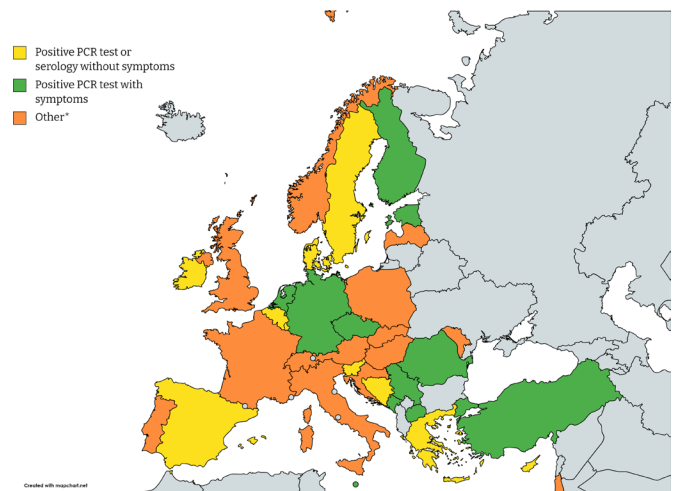 Positive PCR test or
serology without symptoms
Positive PCR test with
symptoms
Other*
Created with mapchart.net